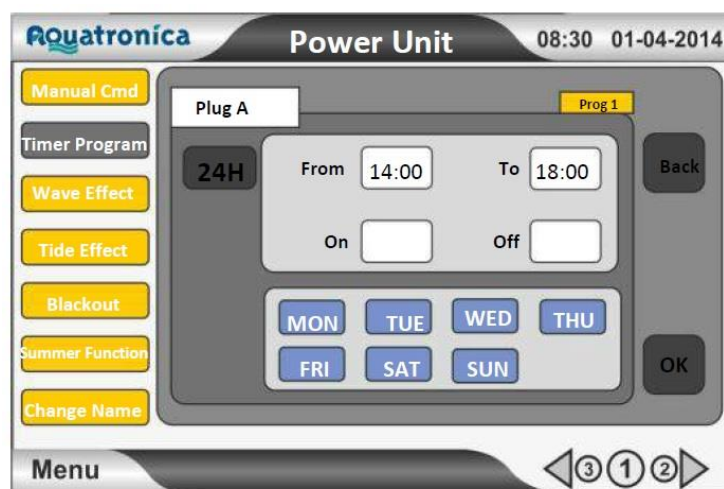 Aquatronica
Power Unit
08:30 01-04-2014
Manual Cmd
Timer Program
Wave Effect
Tide Effect
Blackout
Summer Function
Change Name
Plug A
Prog 1
24H
From 14:00 To 18:00
On Off
MON TUE WED THU
FRI SAT SUN
Back
OK
Menu
3 1 2